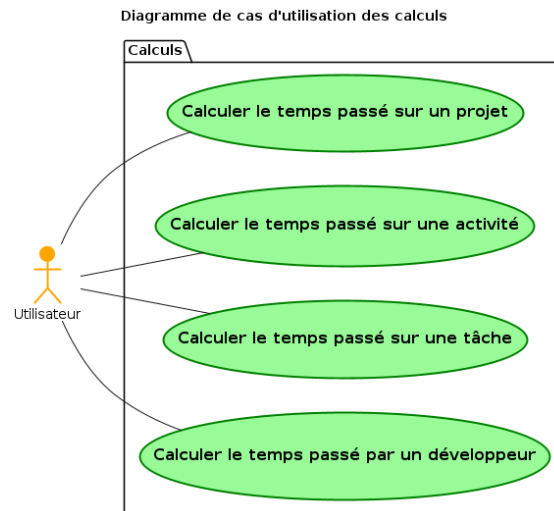 Diagramme de cas d'utilisation des calculs
Calculs
Calculer le temps passé sur un projet
Calculer le temps passé sur une activité
Utilisateur
Calculer le temps passé sur une tâche
Calculer le temps passé par un développeur